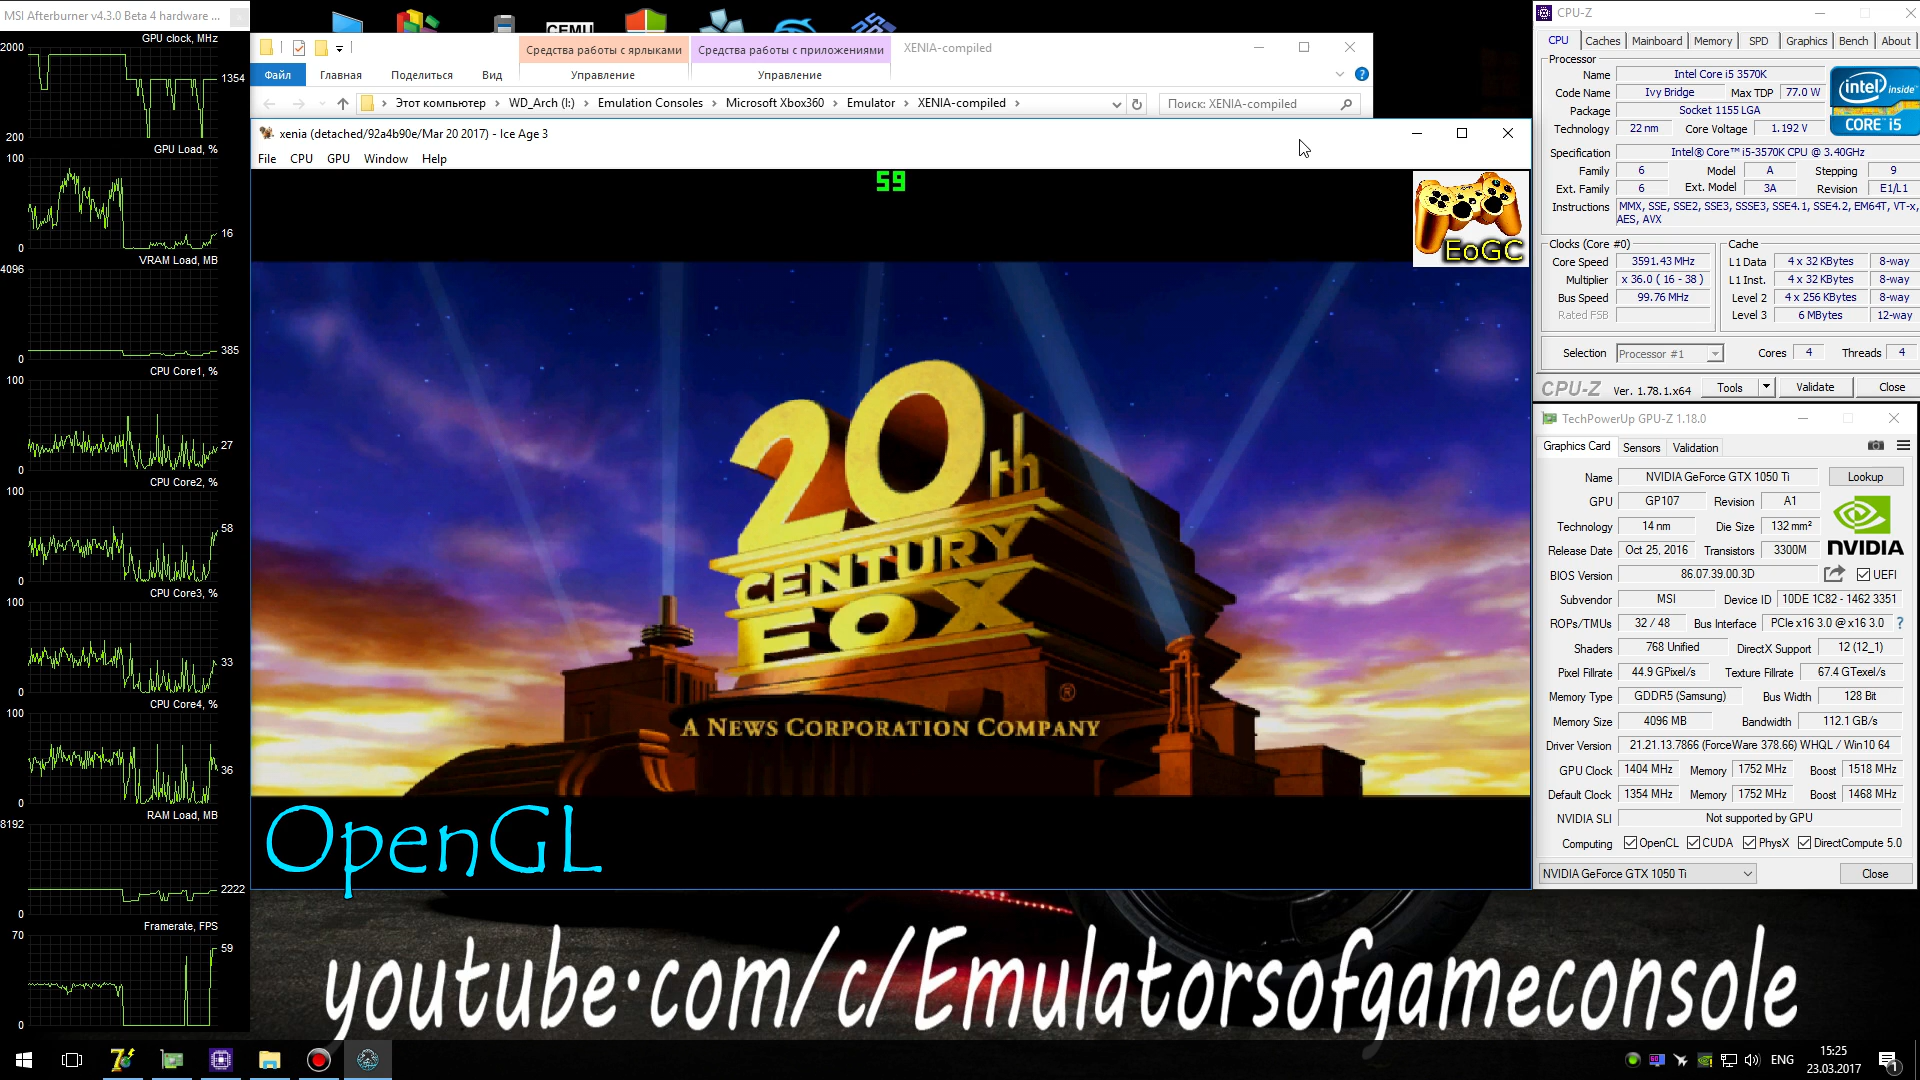 MSI Afterburner v4.3.0 Beta 4 hardware ...
GPU clock, MHz
2000
1354
200
GPU Load, %
100
16
0
VRAM Load, MB
4096
385
0
CPU Core1, %
100
27
0
CPU Core2, %
100
58
0
CPU Core3, %
100
33
0
CPU Core4, %
100
36
0
RAM Load, MB
8192
2222
0
Framerate, FPS
70
59
0
CEMU
Средства работы с ярлыками Средства работы с приложениями XENIA-compiled
Файл Главная Поделиться Вид Управление Управление
Этот компьютер WD_Arch (I:) Emulation Consoles Microsoft Xbox360 Emulator XENIA-compiled
Поиск: XENIA-compiled
xenia (detached/92a4b90e/Mar 20 2017) - Ice Age 3
File CPU GPU Window Help
59
EoGC
20th
CENTURY
FOX
®
A NEWS CORPORATION COMPANY
OpenGL
youtube.com/c/Emulatorsofgameconsole
CPU-Z
CPU Caches Mainboard Memory SPD Graphics Bench About
Processor
Name Intel Core i5 3570K
Code Name Ivy Bridge Max TDP 77.0 W
Package Socket 1155 LGA
Technology 22 nm Core Voltage 1.192 V
intel inside™
CORE i5
Specification Intel® Core™ i5-3570K CPU @ 3.40GHz
Family 6 Model A Stepping 9
Ext. Family 6 Ext. Model 3A Revision E1/L1
Instructions MMX, SSE, SSE2, SSE3, SSSE3, SSE4.1, SSE4.2, EM64T, VT-x,
AES, AVX
Clocks (Core #0)
Core Speed 3591.43 MHz
Multiplier x 36.0 ( 16 - 38 )
Bus Speed 99.76 MHz
Rated FSB
Cache
L1 Data 4 x 32 KBytes 8-way
L1 Inst. 4 x 32 KBytes 8-way
Level 2 4 x 256 KBytes 8-way
Level 3 6 MBytes 12-way
Selection Processor #1 Cores 4 Threads 4
CPU-Z Ver. 1.78.1.x64 Tools Validate Close
TechPowerUp GPU-Z 1.18.0
Graphics Card Sensors Validation
Name NVIDIA GeForce GTX 1050 Ti Lookup
GPU GP107 Revision A1
Technology 14 nm Die Size 132 mm²
Release Date Oct 25, 2016 Transistors 3300M
NVIDIA
BIOS Version 86.07.39.00.3D UEFI
Subvendor MSI Device ID 10DE 1C82 - 1462 3351
ROPs/TMUs 32 / 48 Bus Interface PCIe x16 3.0 @ x16 3.0 ?
Shaders 768 Unified DirectX Support 12 (12_1)
Pixel Fillrate 44.9 GPixel/s Texture Fillrate 67.4 GTexel/s
Memory Type GDDR5 (Samsung) Bus Width 128 Bit
Memory Size 4096 MB Bandwidth 112.1 GB/s
Driver Version 21.21.13.7866 (ForceWare 378.66) WHQL / Win10 64
GPU Clock 1404 MHz Memory 1752 MHz Boost 1518 MHz
Default Clock 1354 MHz Memory 1752 MHz Boost 1468 MHz
NVIDIA SLI Not supported by GPU
Computing OpenCL CUDA PhysX DirectCompute 5.0
NVIDIA GeForce GTX 1050 Ti Close
ENG
15:25
23.03.2017
1